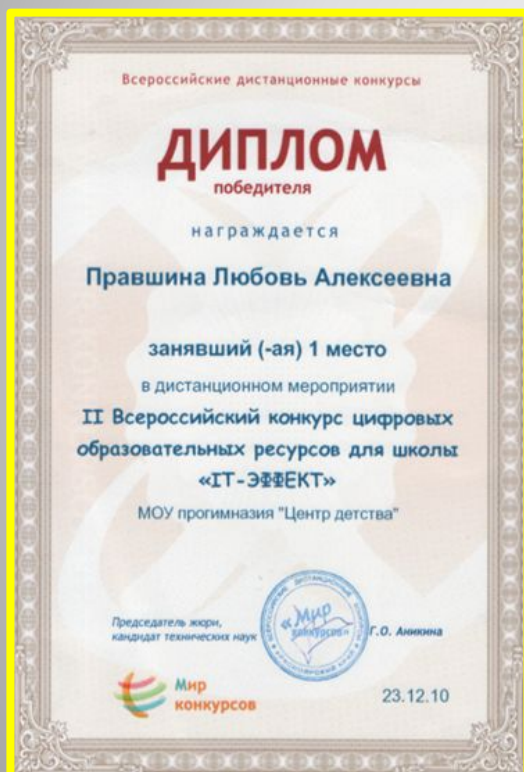 Всероссийские дистанционные конкурсы
ДИПЛОМ
победителя
награждается
Правшина Любовь Алексеевна
занявший (-ая) 1 место
в дистанционном мероприятии
II Всероссийский конкурс цифровых
образовательных ресурсов для школы
«IT-ЭФФЕКТ»
МОУ прогимназия "Центр детства"
Председатель жюри,
кандидат технических наук
«Мир
конкурсов»
Г.О. Аникина
Мир
конкурсов
23.12.10